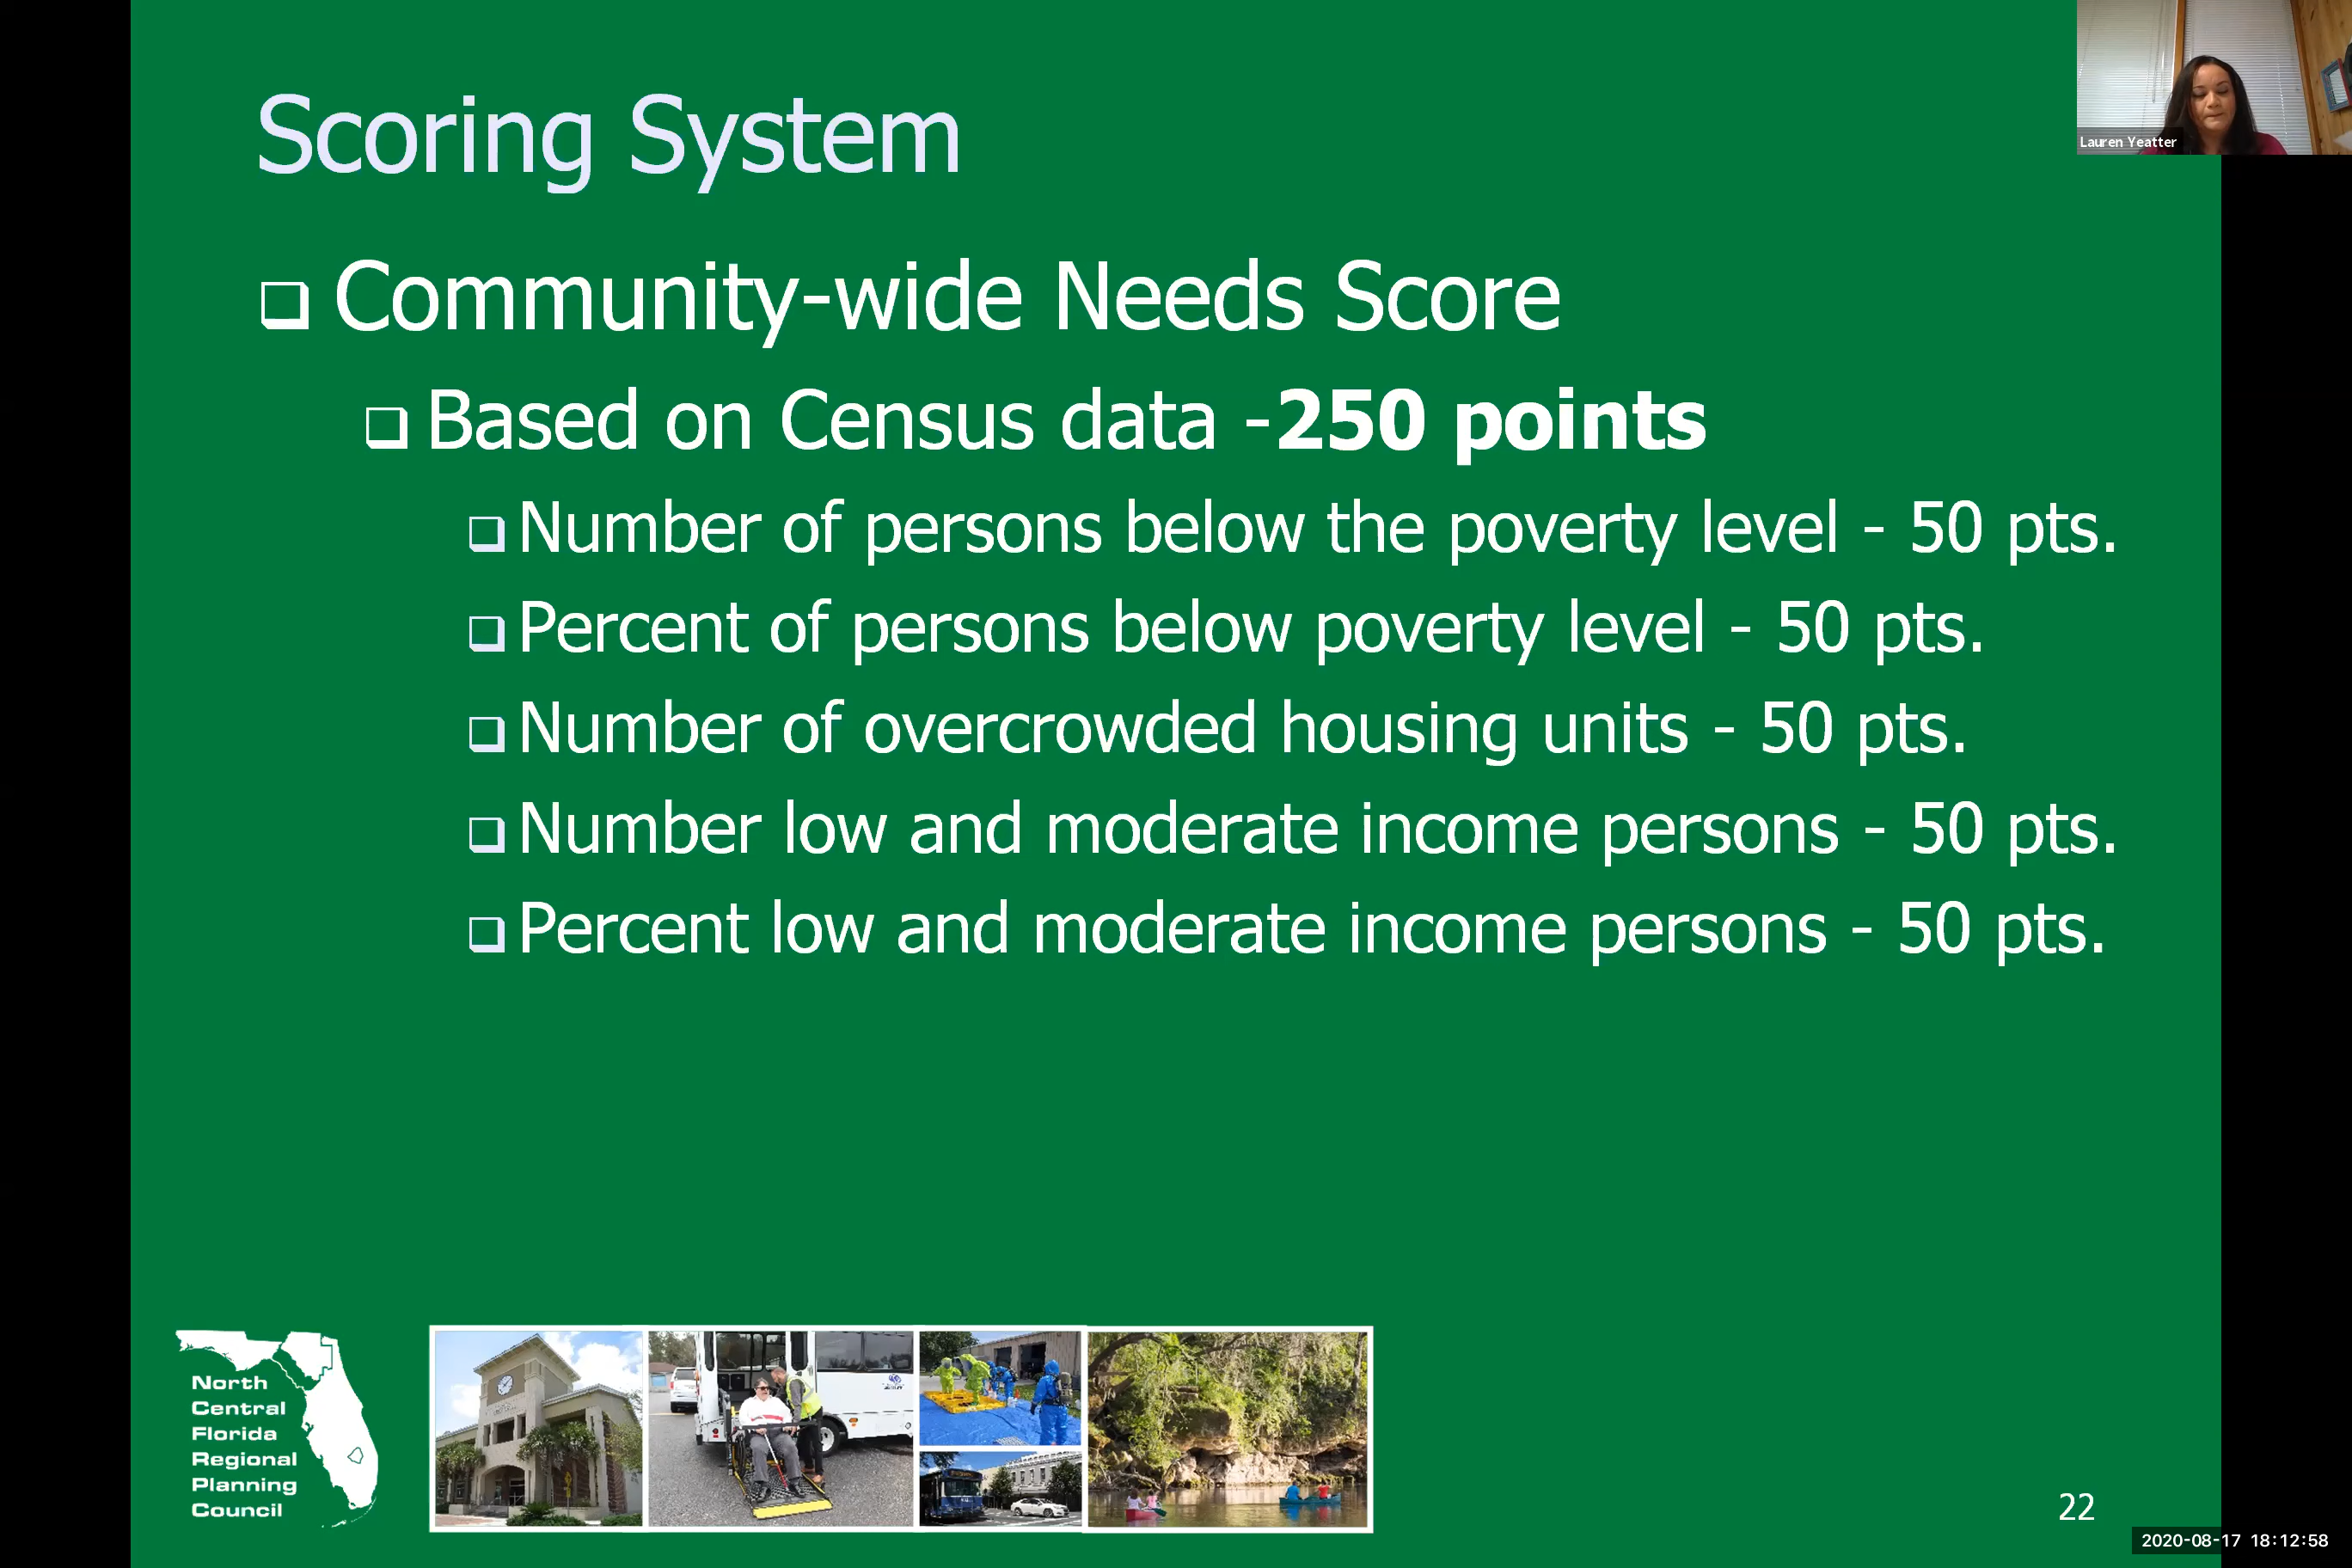 Scoring System
Lauren Yeatter
Community-wide Needs Score
Based on Census data -250 points
Number of persons below the poverty level - 50 pts.
Percent of persons below poverty level - 50 pts.
Number of overcrowded housing units - 50 pts.
Number low and moderate income persons - 50 pts.
Percent low and moderate income persons - 50 pts.
North
Central
Florida
Regional
Planning
Council
22
2020-08-17 18:12:58